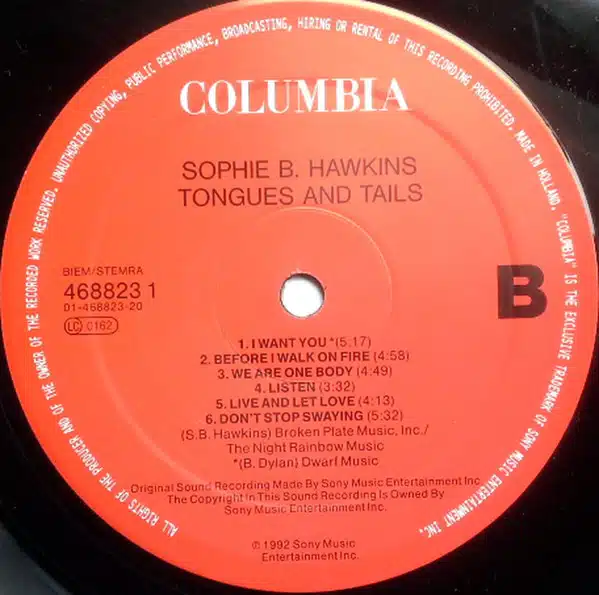 ALL RIGHTS OF THE PRODUCER AND OF THE OWNER OF THE RECORDED WORK RESERVED. UNAUTHORIZED COPYING, PUBLIC PERFORMANCE, BROADCASTING, HIRING OR RENTAL OF THIS RECORDING PROHIBITED. MADE IN HOLLAND. "COLUMBIA" IS THE EXCLUSIVE TRADEMARK OF SONY MUSIC ENTERTAINMENT INC.
COLUMBIA
SOPHIE B. HAWKINS
TONGUES AND TAILS
BIEM/STEMRA
468823 1
01-468823-20
LC 0162
B
1. I WANT YOU * (5:17)
2. BEFORE I WALK ON FIRE (4:58)
3. WE ARE ONE BODY (4:49)
4. LISTEN (3:32)
5. LIVE AND LET LOVE (4:13)
6. DON'T STOP SWAYING (5:32)
(S.B. Hawkins) Broken Plate Music, Inc./
The Night Rainbow Music
*(B. Dylan) Dwarf Music
Original Sound Recording Made By Sony Music Entertainment Inc
The Copyright In This Sound Recording Is Owned By
Sony Music Entertainment Inc.
℗ 1992 Sony Music
Entertainment Inc.